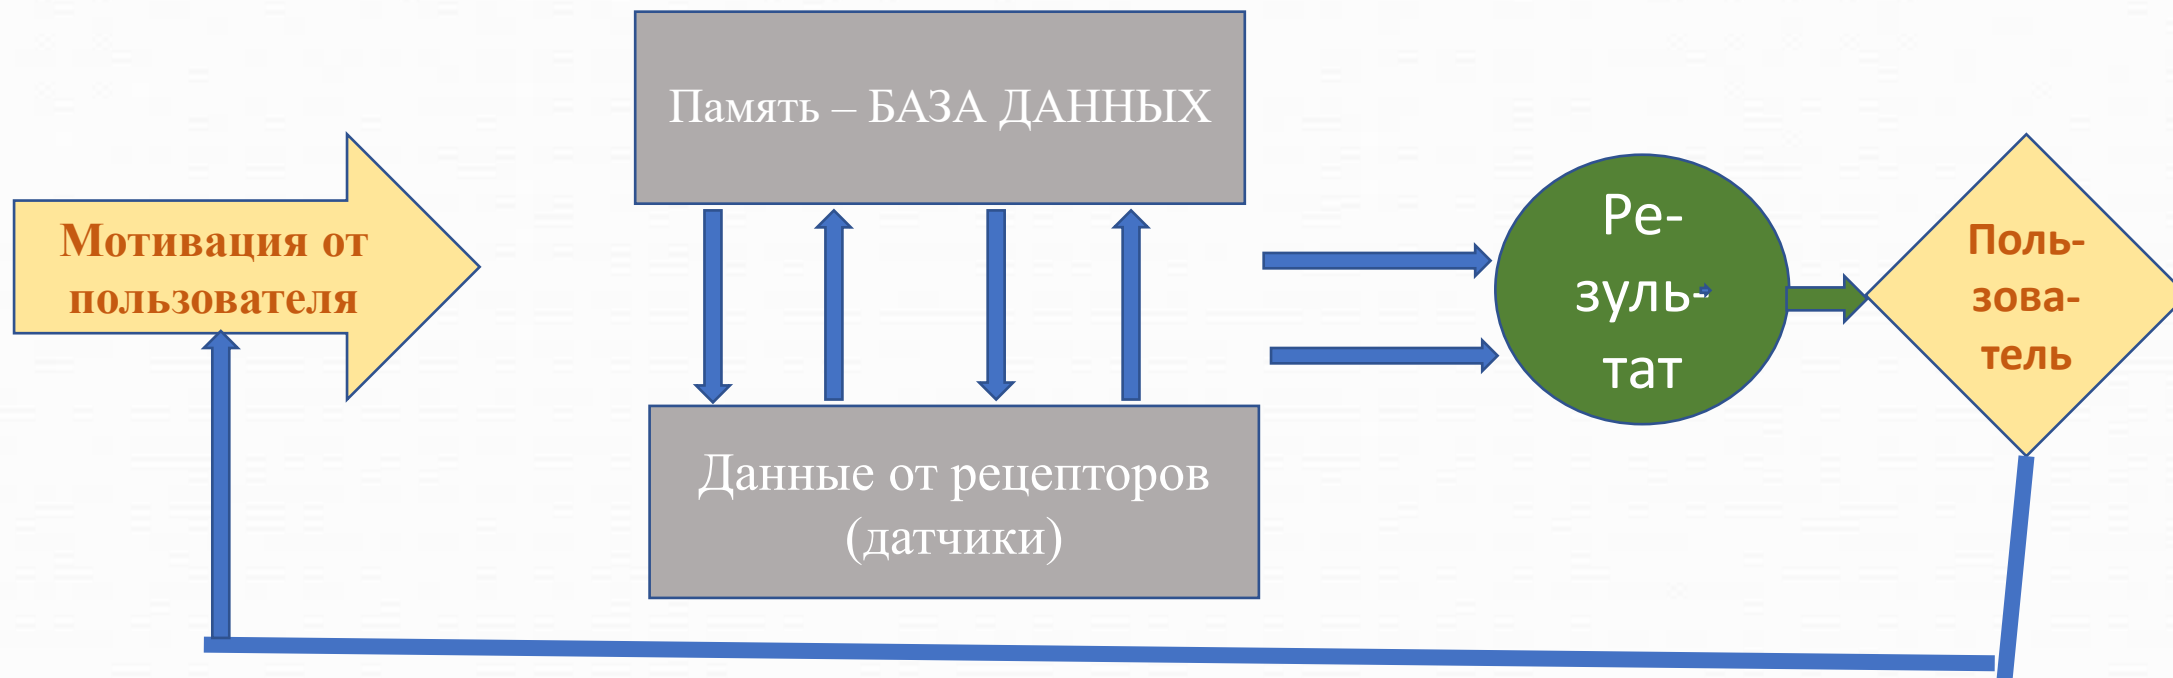 Память – БАЗА ДАННЫХ
Мотивация от
пользователя
Ре-
зуль-
тат
Поль-
зова-
тель
Данные от рецепторов
(датчики)